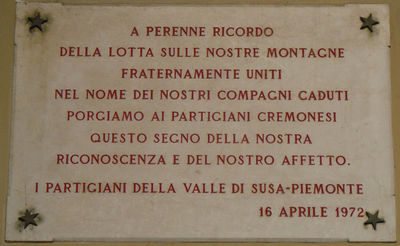 A PERENNE RICORDO
DELLA LOTTA SULLE NOSTRE MONTAGNE
FRATERNAMENTE UNITI
NEL NOME DEI NOSTRI COMPAGNI CADUTI
PORGIAMO AI PARTIGIANI CREMONESI
QUESTO SEGNO DELLA NOSTRA
RICONOSCENZA E DEL NOSTRO AFFETTO.
I PARTIGIANI DELLA VALLE DI SUSA-PIEMONTE
16 APRILE 1972